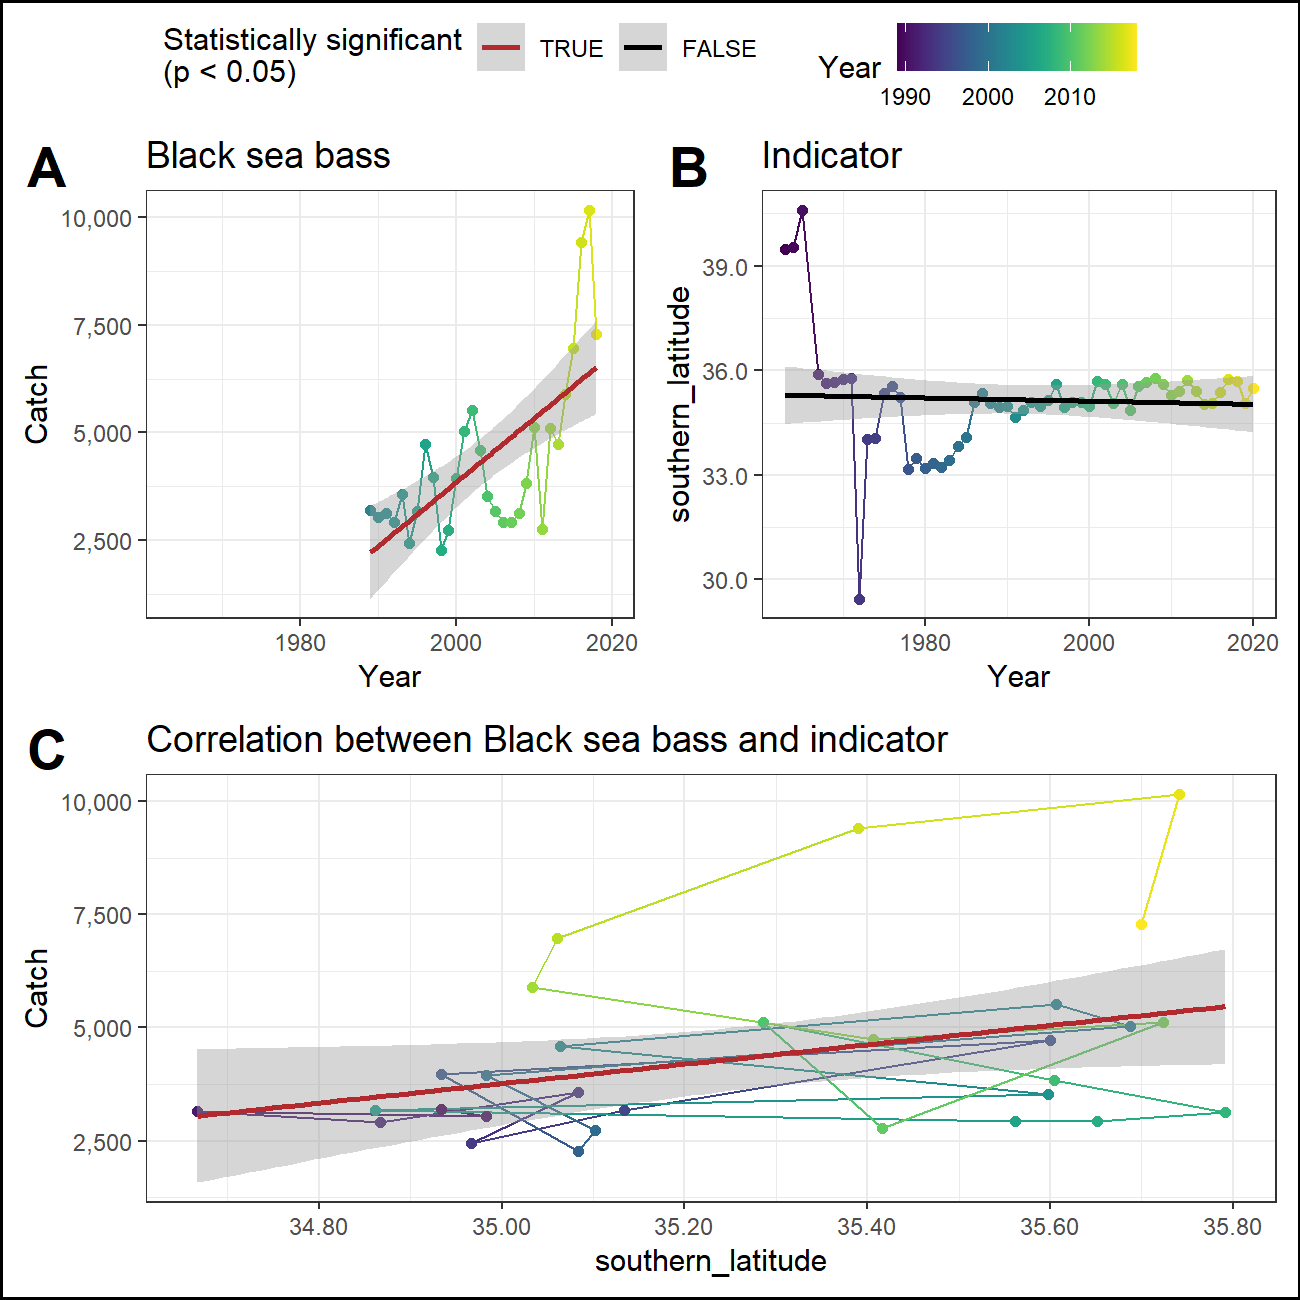 Statistically significant
(p < 0.05)
TRUE
FALSE
Year
1990
2000
2010
A
Black sea bass
10,000
7,500
5,000
2,500
Catch
1980
2000
2020
Year
B
Indicator
39.0
36.0
33.0
30.0
southern_latitude
1980
2000
2020
Year
C
Correlation between Black sea bass and indicator
10,000
7,500
5,000
2,500
Catch
34.80
35.00
35.20
35.40
35.60
35.80
southern_latitude